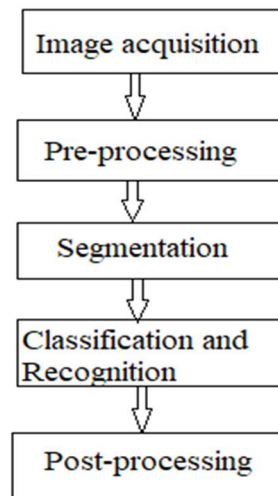 Image acquisition
Pre-processing
Segmentation
Classification and
Recognition
Post-processing